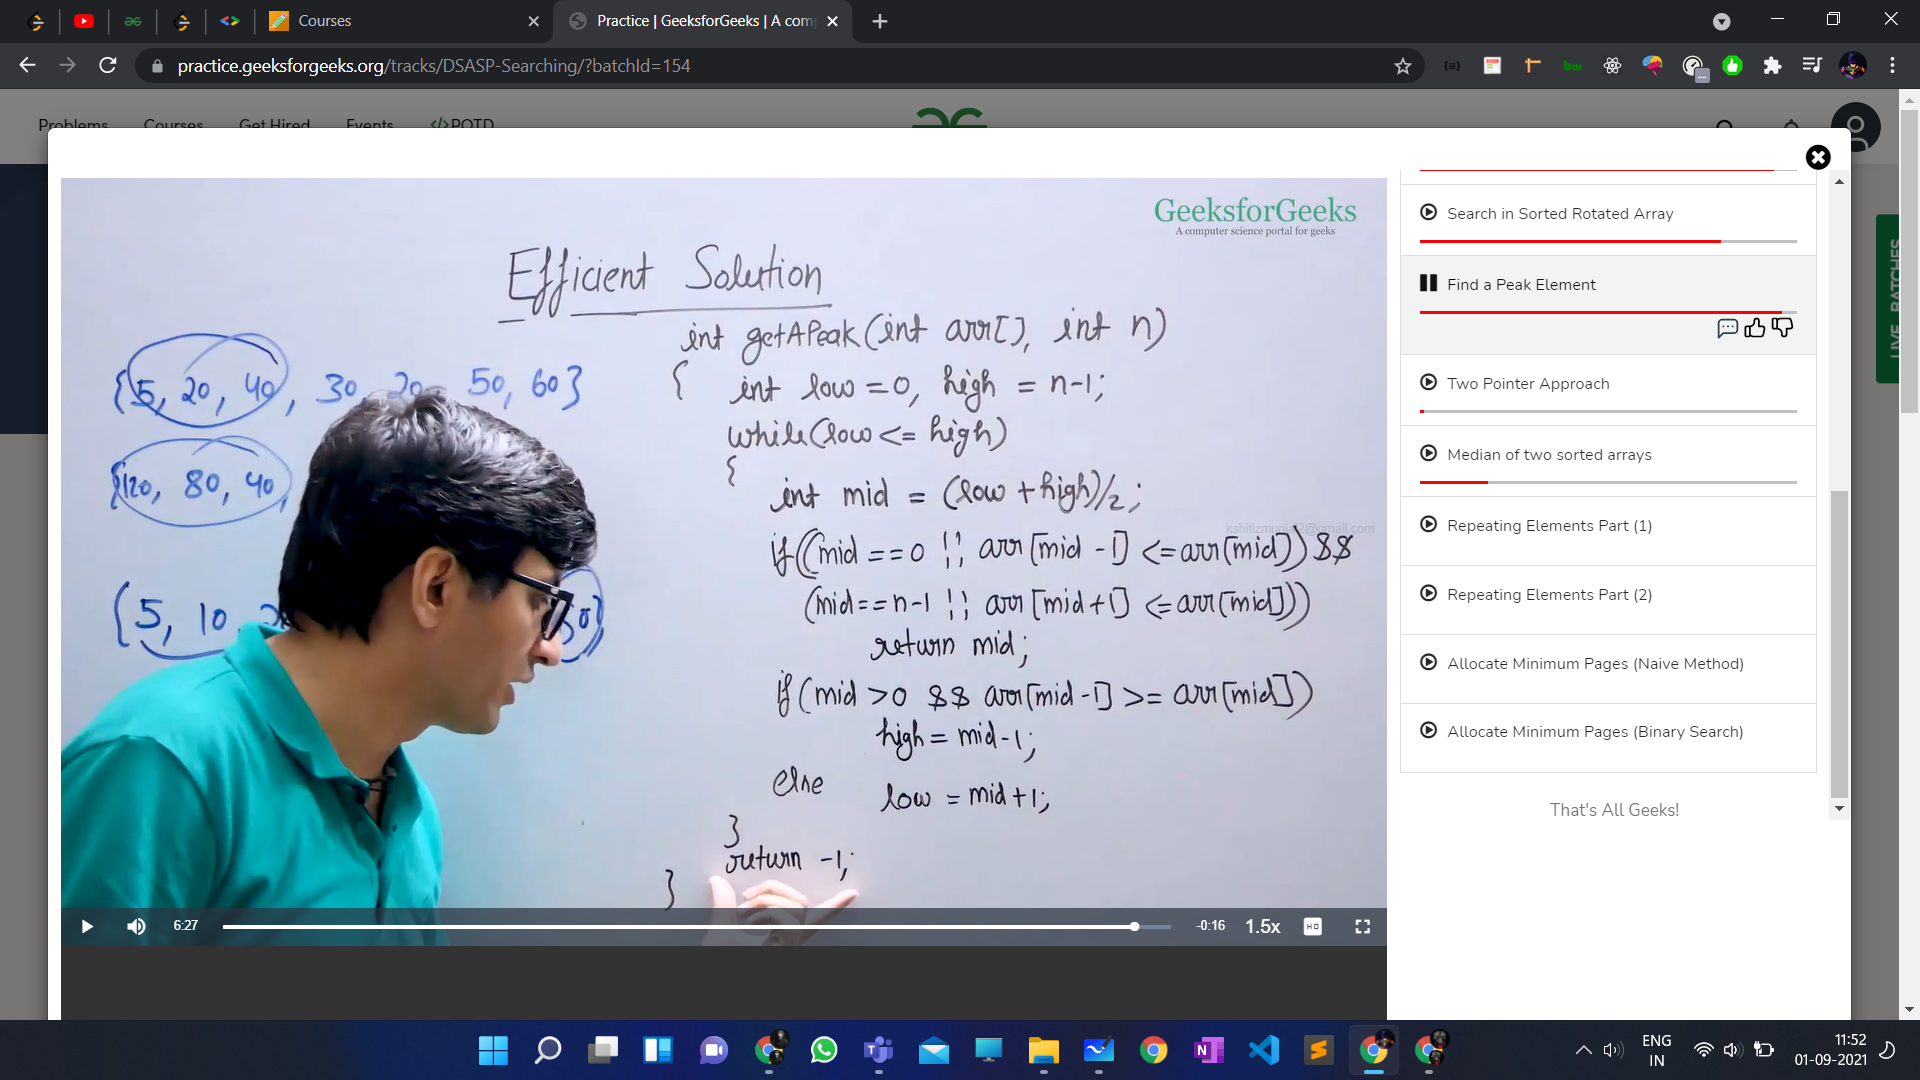 Courses
Practice | GeeksforGeeks | A com
practice.geeksforgeeks.org/tracks/DSASP-Searching/?batchId=154
Problems Courses Get Hired Events </>POTD
GeeksforGeeks
A computer science portal for geeks
Efficient Solution
{5, 20, 40, 30, 20, 50, 60}
{120, 80, 40,
{5, 10,
int getAPeak(int arr[], int n)
{ int low = 0, high = n-1;
while(low <= high)
{
int mid = (low + high)/2;
kshitizmunjal2@gmail.com
if((mid == 0 || arr[mid - 1] <= arr[mid]) &&
(mid == n-1 || arr[mid+1] <= arr[mid]))
return mid;
if(mid > 0 && arr[mid-1] >= arr[mid])
high = mid-1;
else low = mid+1;
}
return -1;
}
6:27
-0:16
1.5x
HD
Search in Sorted Rotated Array
Find a Peak Element
Two Pointer Approach
Median of two sorted arrays
Repeating Elements Part (1)
Repeating Elements Part (2)
Allocate Minimum Pages (Naive Method)
Allocate Minimum Pages (Binary Search)
That's All Geeks!
LIVE BATCHES
ENG
IN
11:52
01-09-2021